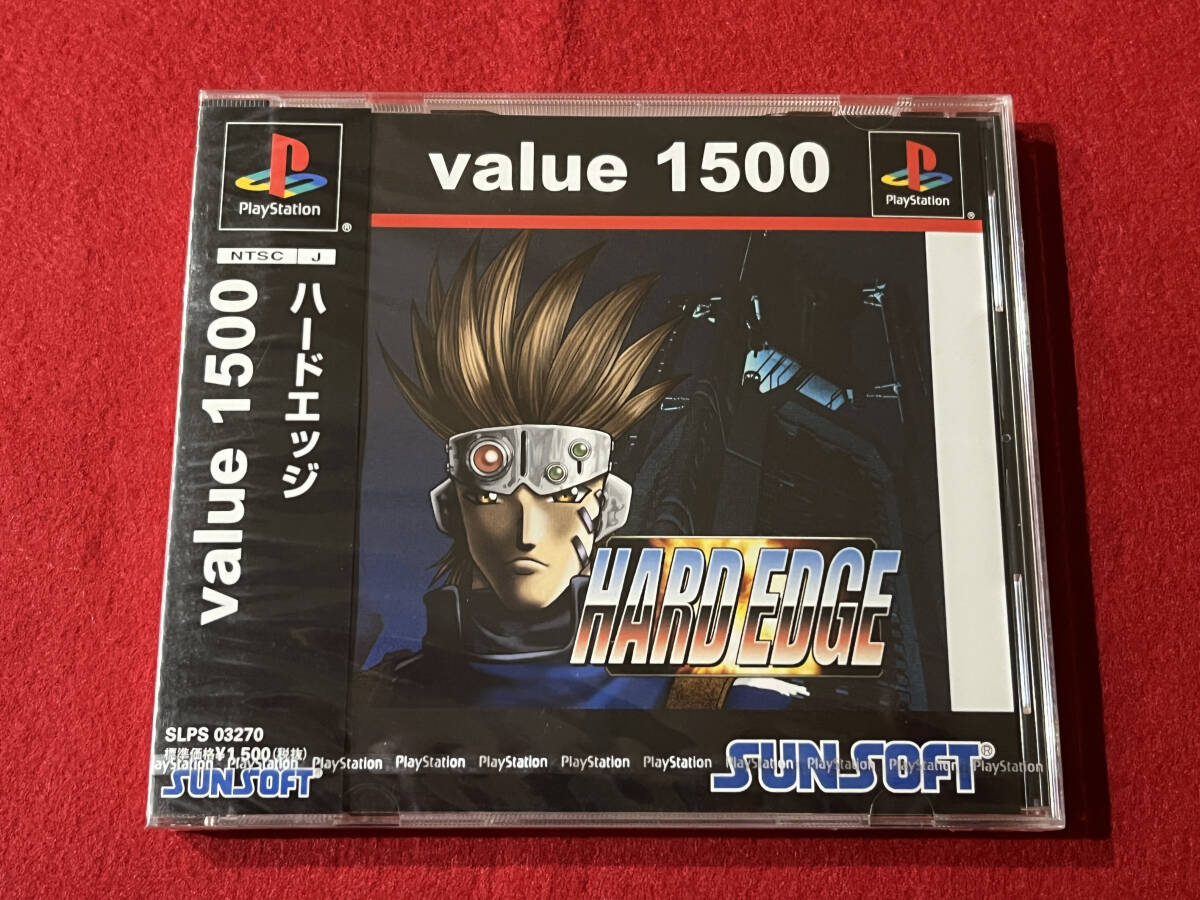 PlayStation
®
NTSC J
ハードエッジ
value 1500
SLPS 03270
標準価格¥1,500(税抜)
SUNSOFT®
value 1500
PlayStation
®
HARD EDGE
SUNSOFT®
PlayStation PlayStation PlayStation PlayStation PlayStation PlayStation PlayStation PlayStation PlayStation PlayStation